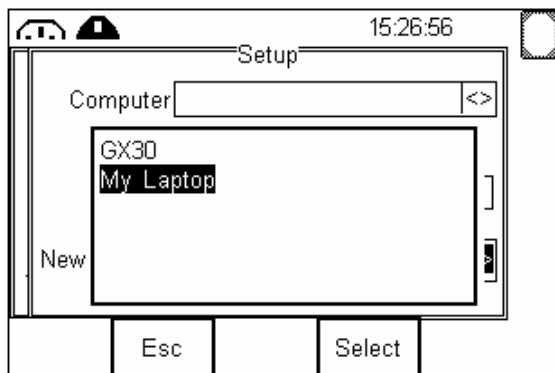 15:26:56
Setup
Computer <>
GX30
My Laptop
New >
Esc Select